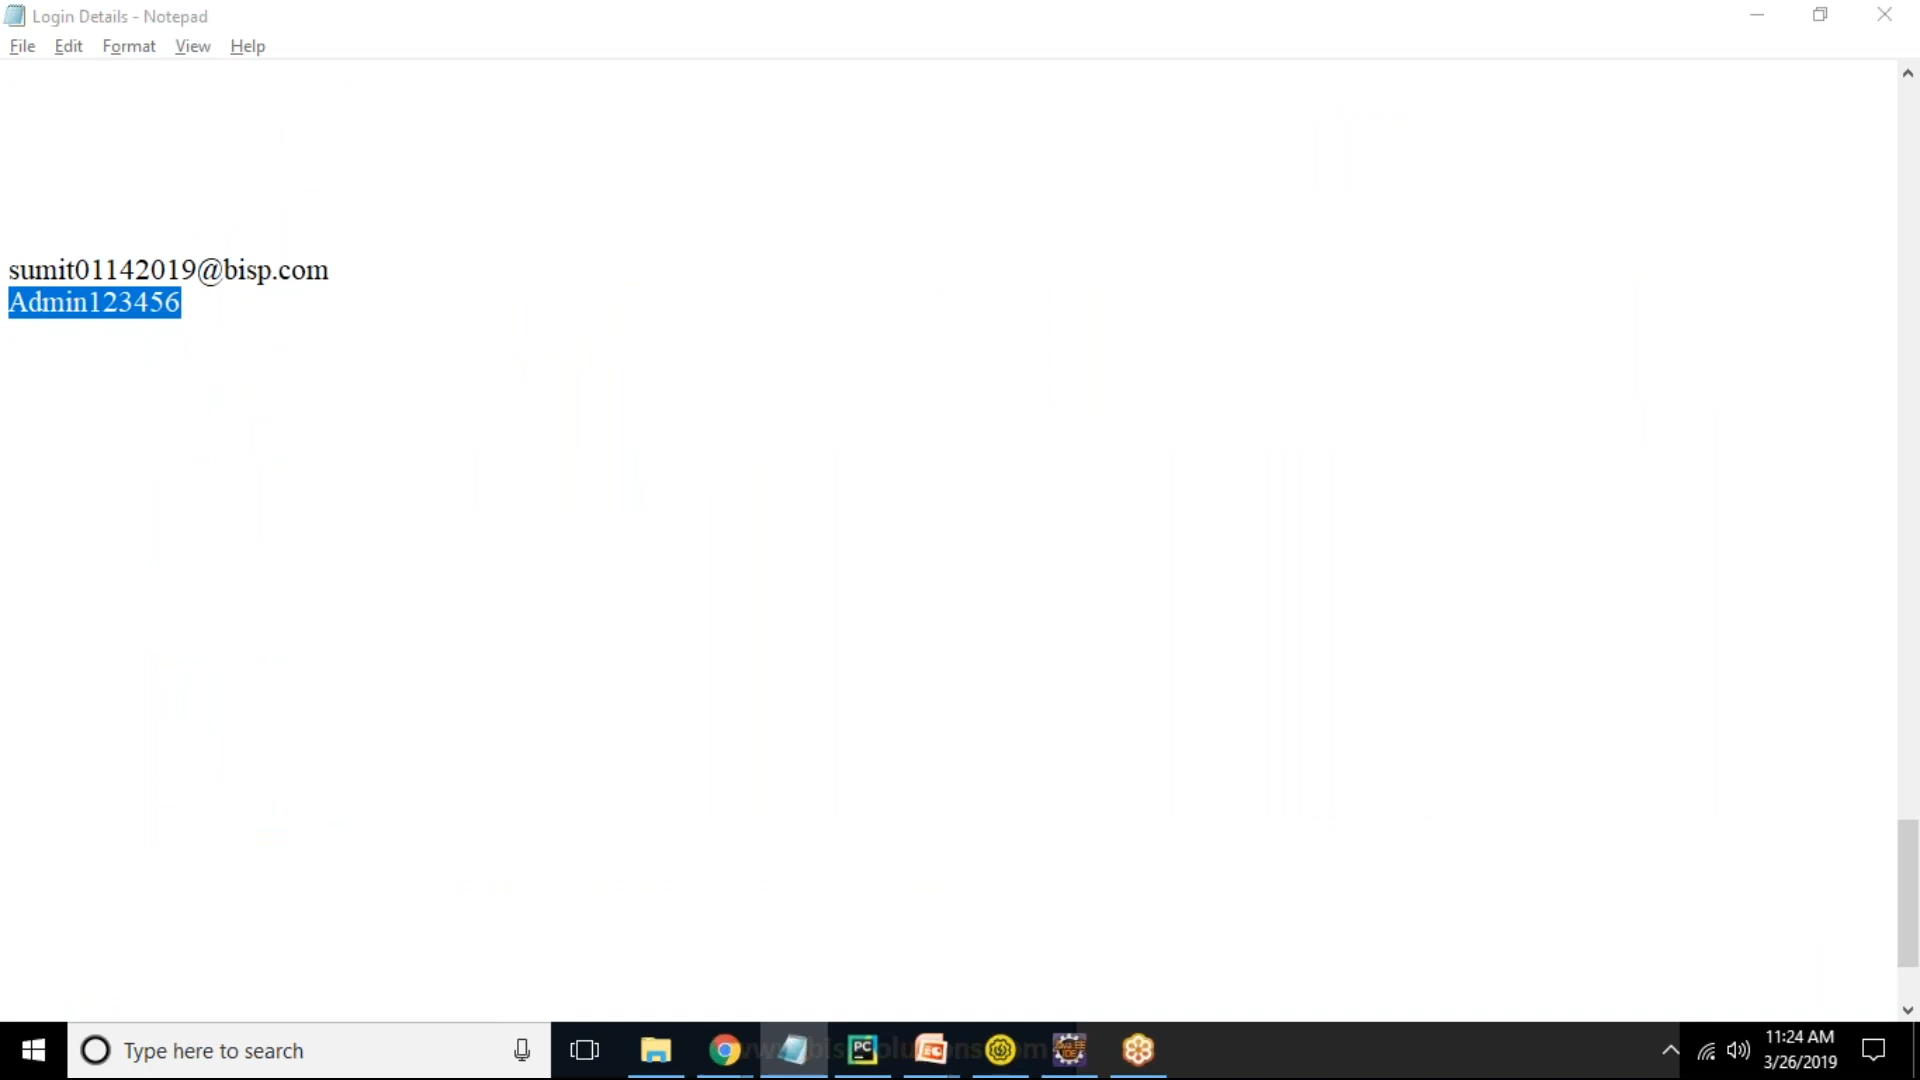 Login Details - Notepad
File Edit Format View Help
sumit01142019@bisp.com
Admin123456
Type here to search
PC
11:24 AM
3/26/2019